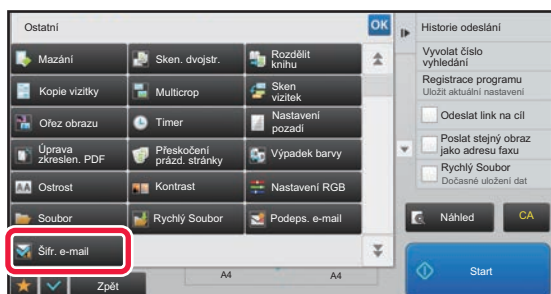 Ostatní
OK
Mazání
Sken. dvojstr.
Rozdělit
knihu
Kopie vizitky
Multicrop
Sken
vizitek
Ořez obrazu
Timer
Nastavení
pozadí
Úprava
zkreslen. PDF
Přeskočení
prázd. stránky
Výpadek barvy
AA
Ostrost
Kontrast
Nastavení RGB
Soubor
Rychlý Soubor
Podeps. e-mail
Šifr. e-mail
Zpět
A4
A4
Historie odeslání
Vyvolat číslo
vyhledání
Registrace programu
Uložit aktuální nastavení
Odeslat link na cíl
Poslat stejný obraz
jako adresu faxu
Rychlý Soubor
Dočasné uložení dat
Náhled
CA
Start